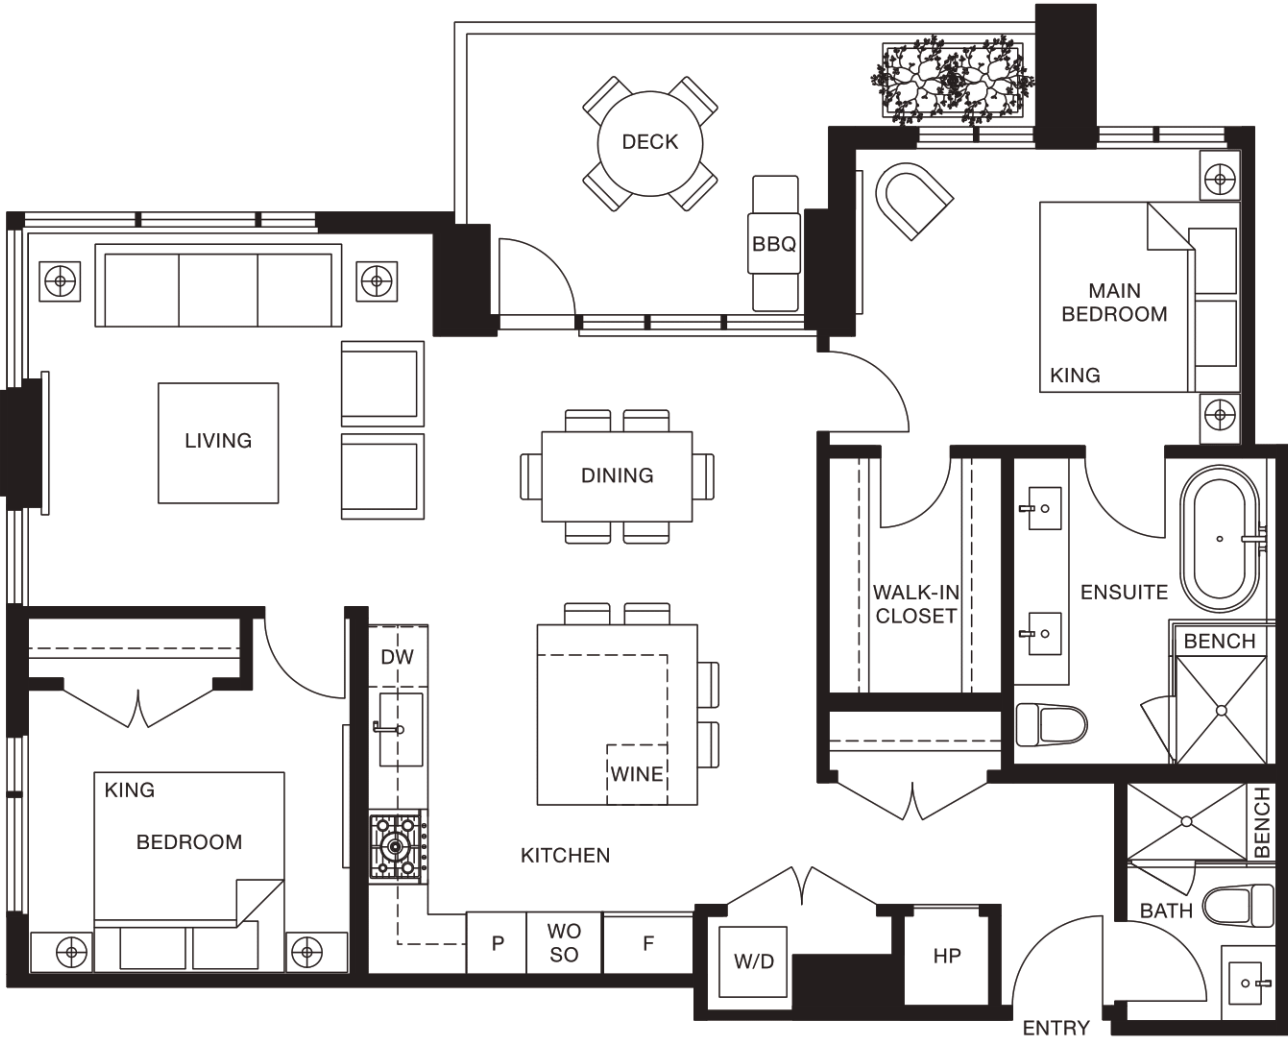 DECK
BBQ
MAIN
BEDROOM
KING
LIVING
DINING
WALK-IN
CLOSET
ENSUITE
BENCH
DW
WINE
KING
BEDROOM
KITCHEN
BENCH
BATH
P
WO
SO
F
W/D
HP
ENTRY